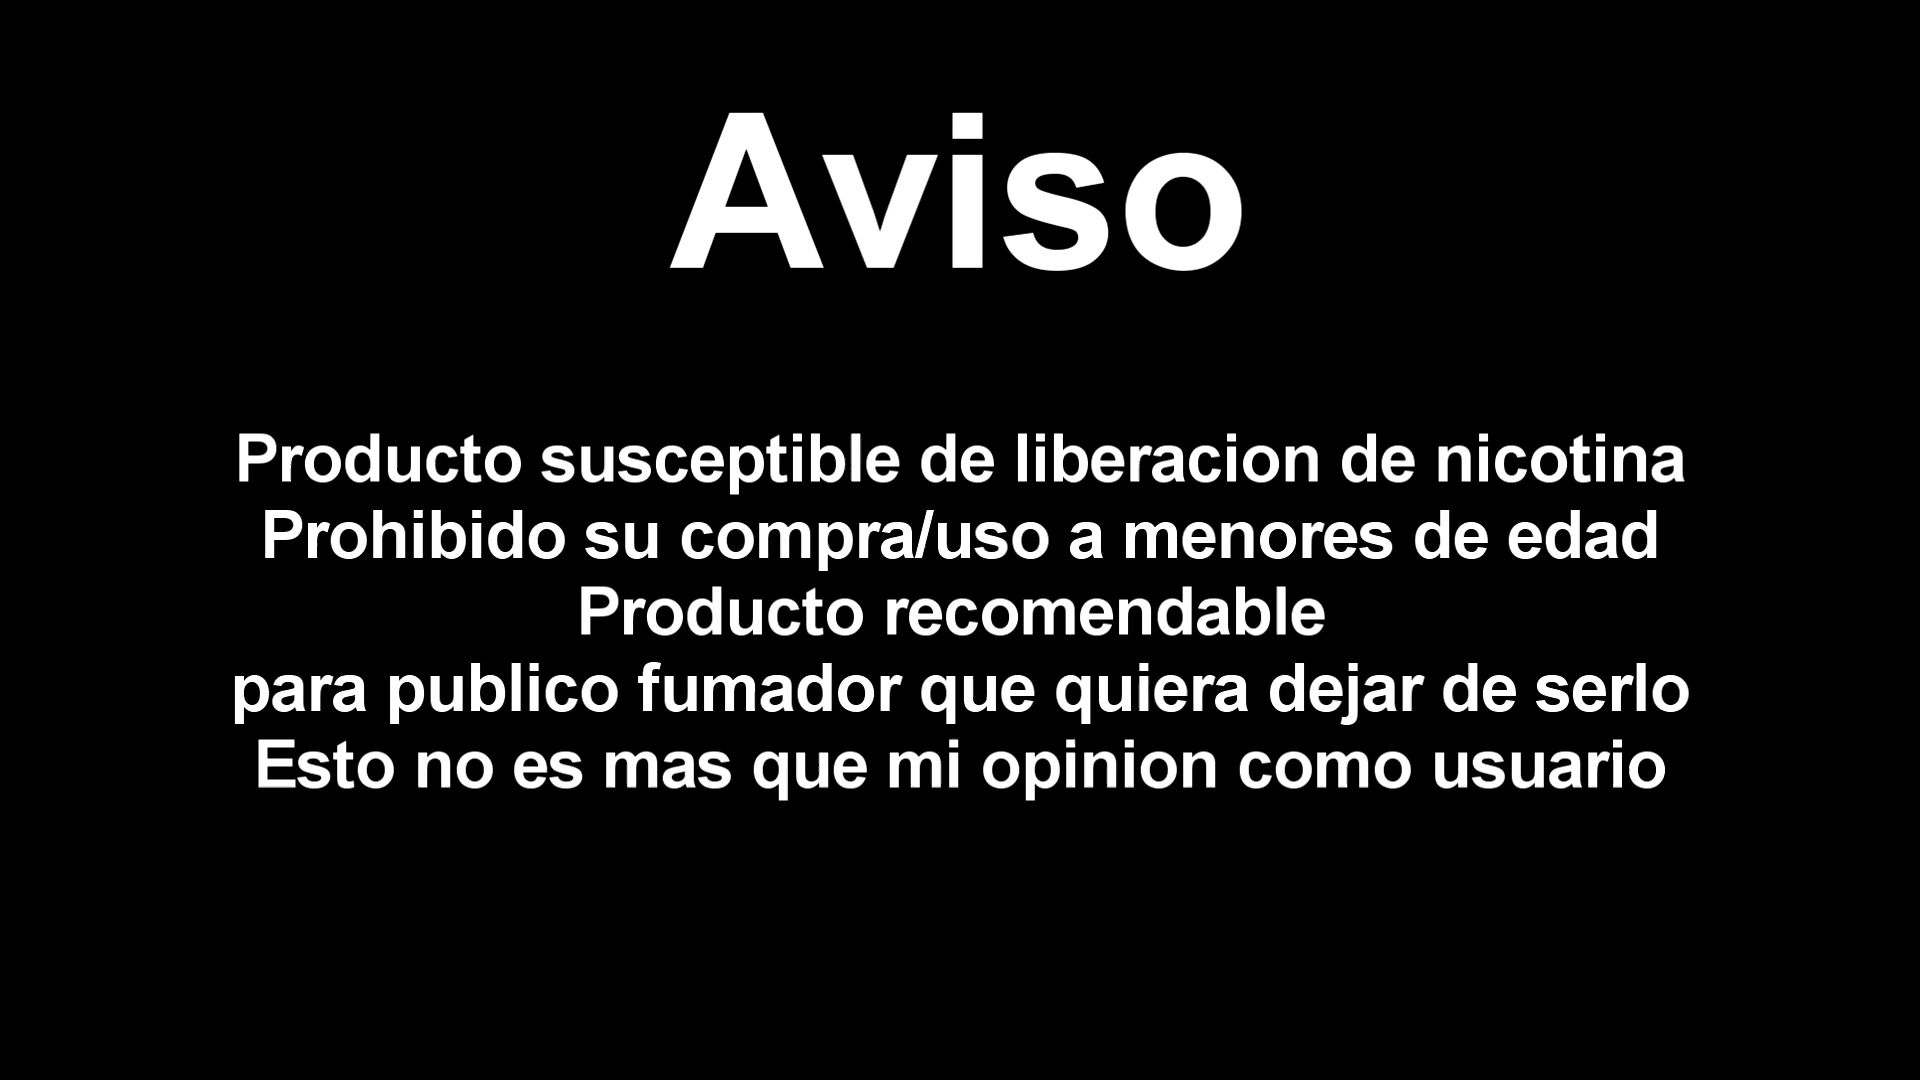 Aviso
Producto susceptible de liberacion de nicotina
Prohibido su compra/uso a menores de edad
Producto recomendable
para publico fumador que quiera dejar de serlo
Esto no es mas que mi opinion como usuario